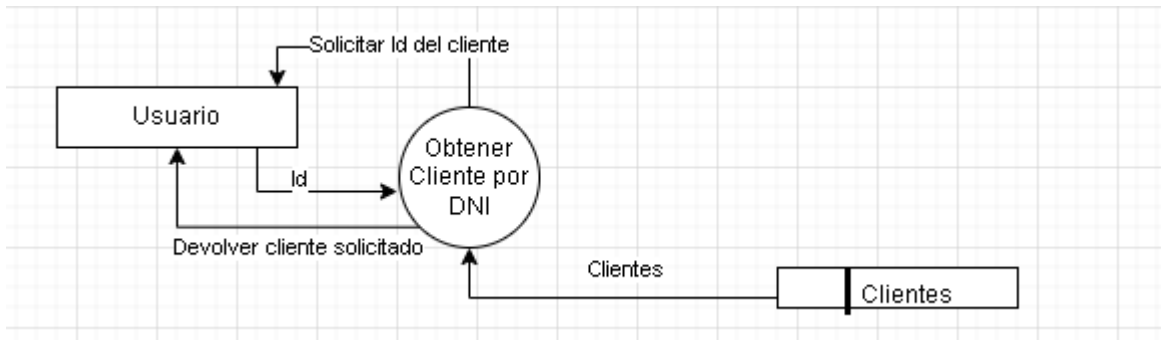 Solicitar Id del cliente
Usuario
Obtener
Cliente por
DNI
Id
Devolver cliente solicitado
Clientes
Clientes